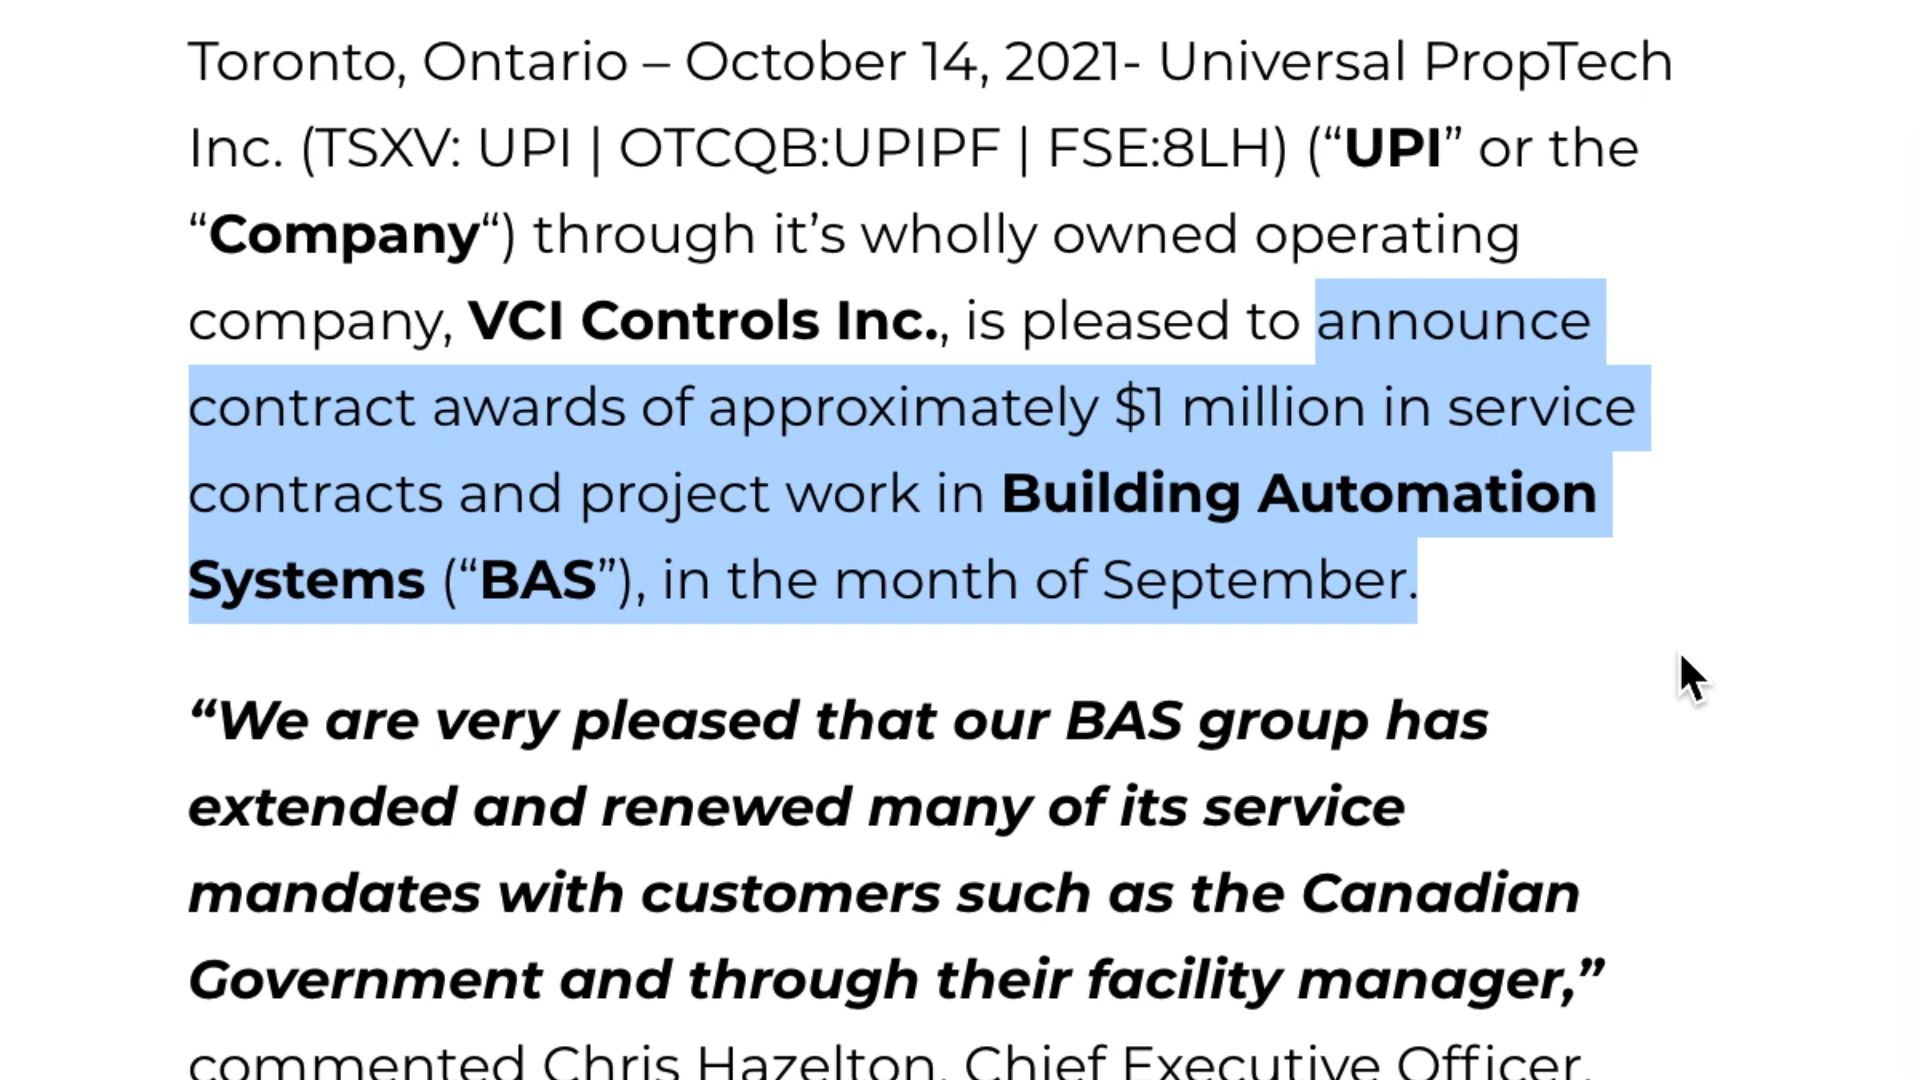 Toronto, Ontario – October 14, 2021- Universal PropTech
Inc. (TSXV: UPI | OTCQB:UPIPF | FSE:8LH) (“UPI” or the
“Company“) through it’s wholly owned operating
company, VCI Controls Inc., is pleased to announce
contract awards of approximately $1 million in service
contracts and project work in Building Automation
Systems (“BAS”), in the month of September.
“We are very pleased that our BAS group has
extended and renewed many of its service
mandates with customers such as the Canadian
Government and through their facility manager,”
commented Chris Hazelton, Chief Executive Officer.